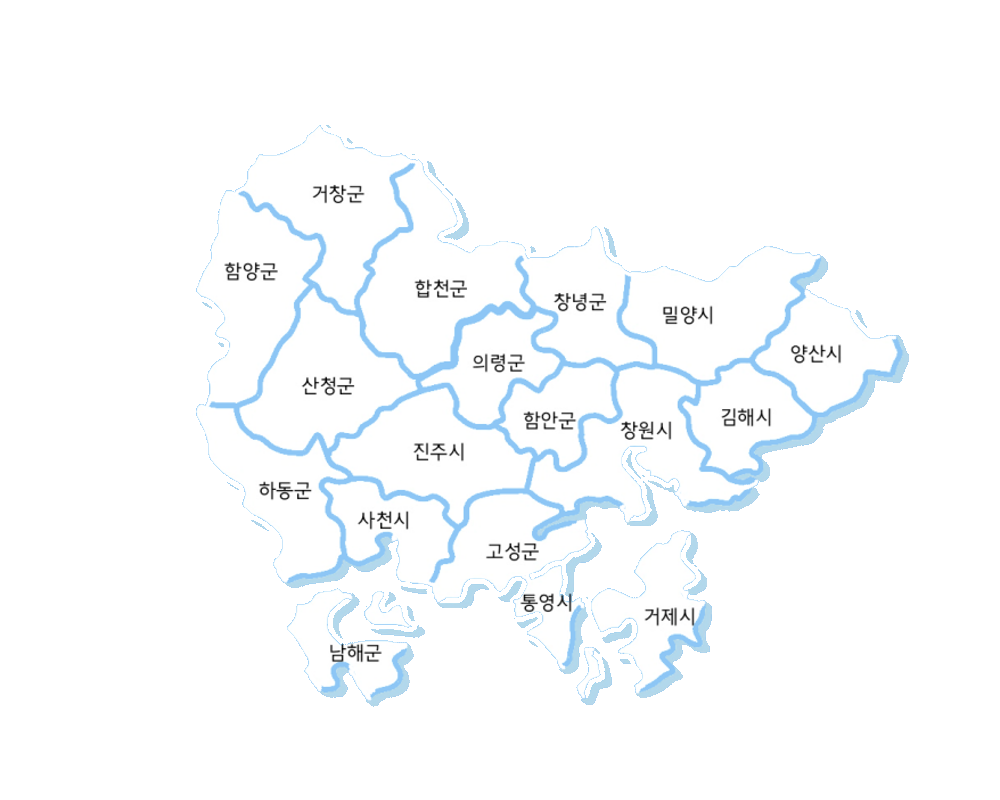 거창군
함양군
합천군
창녕군
밀양시
양산시
의령군
산청군
함안군
김해시
창원시
진주시
하동군
사천시
고성군
통영시
거제시
남해군